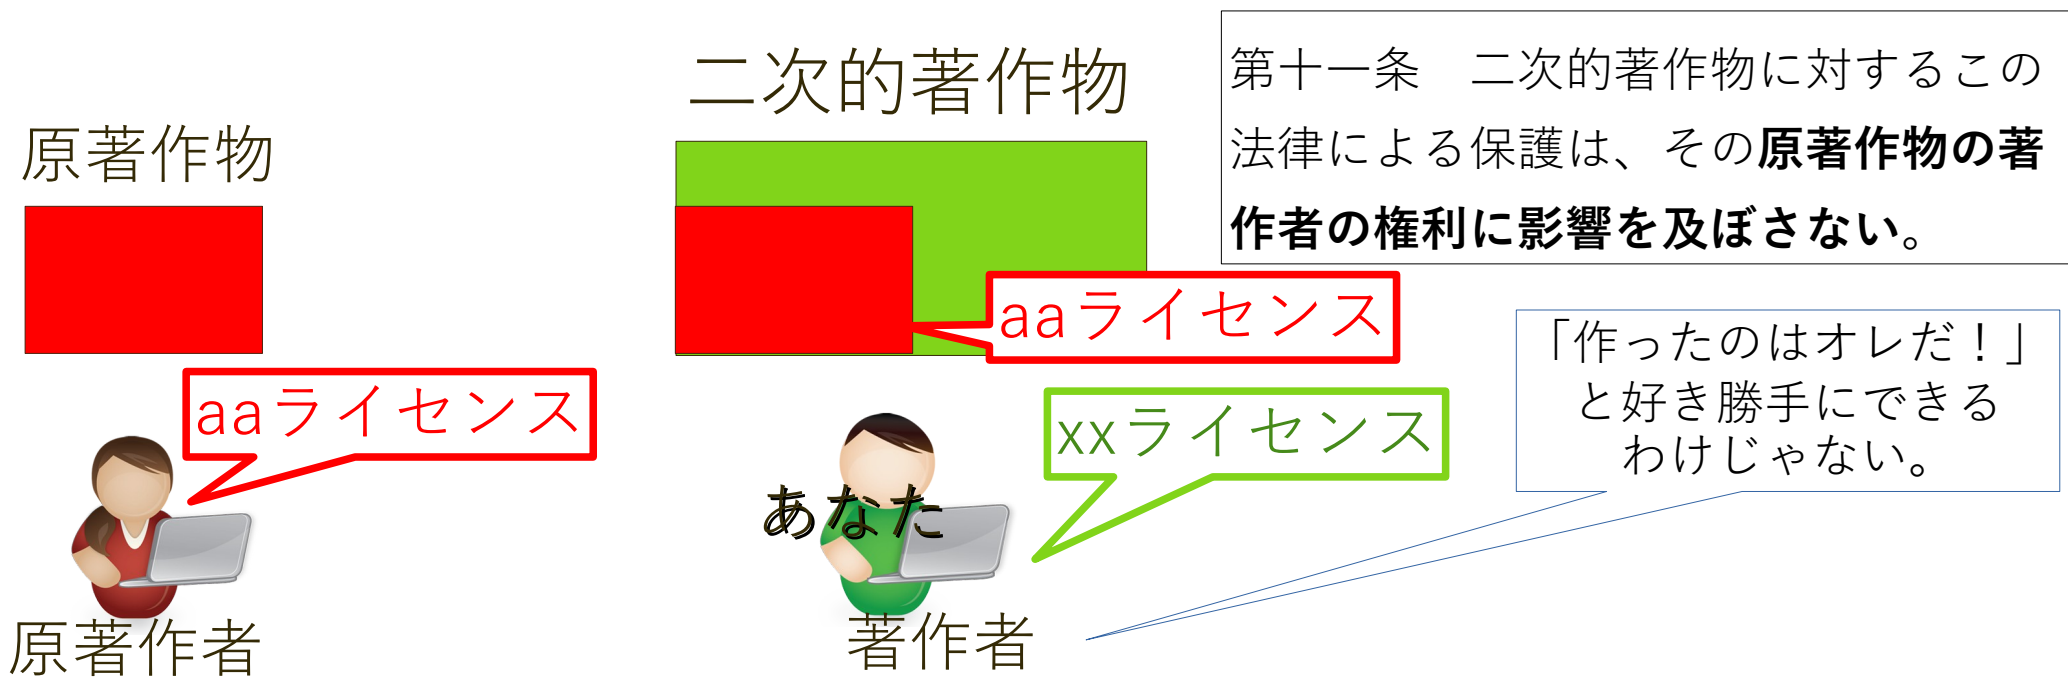 原著作物
aaライセンス
原著作者
二次的著作物
aaライセンス
xxライセンス
あなた
著作者
第十一条　二次的著作物に対するこの
法律による保護は、その原著作物の著
作者の権利に影響を及ぼさない。
「作ったのはオレだ！」
と好き勝手にできる
わけじゃない。